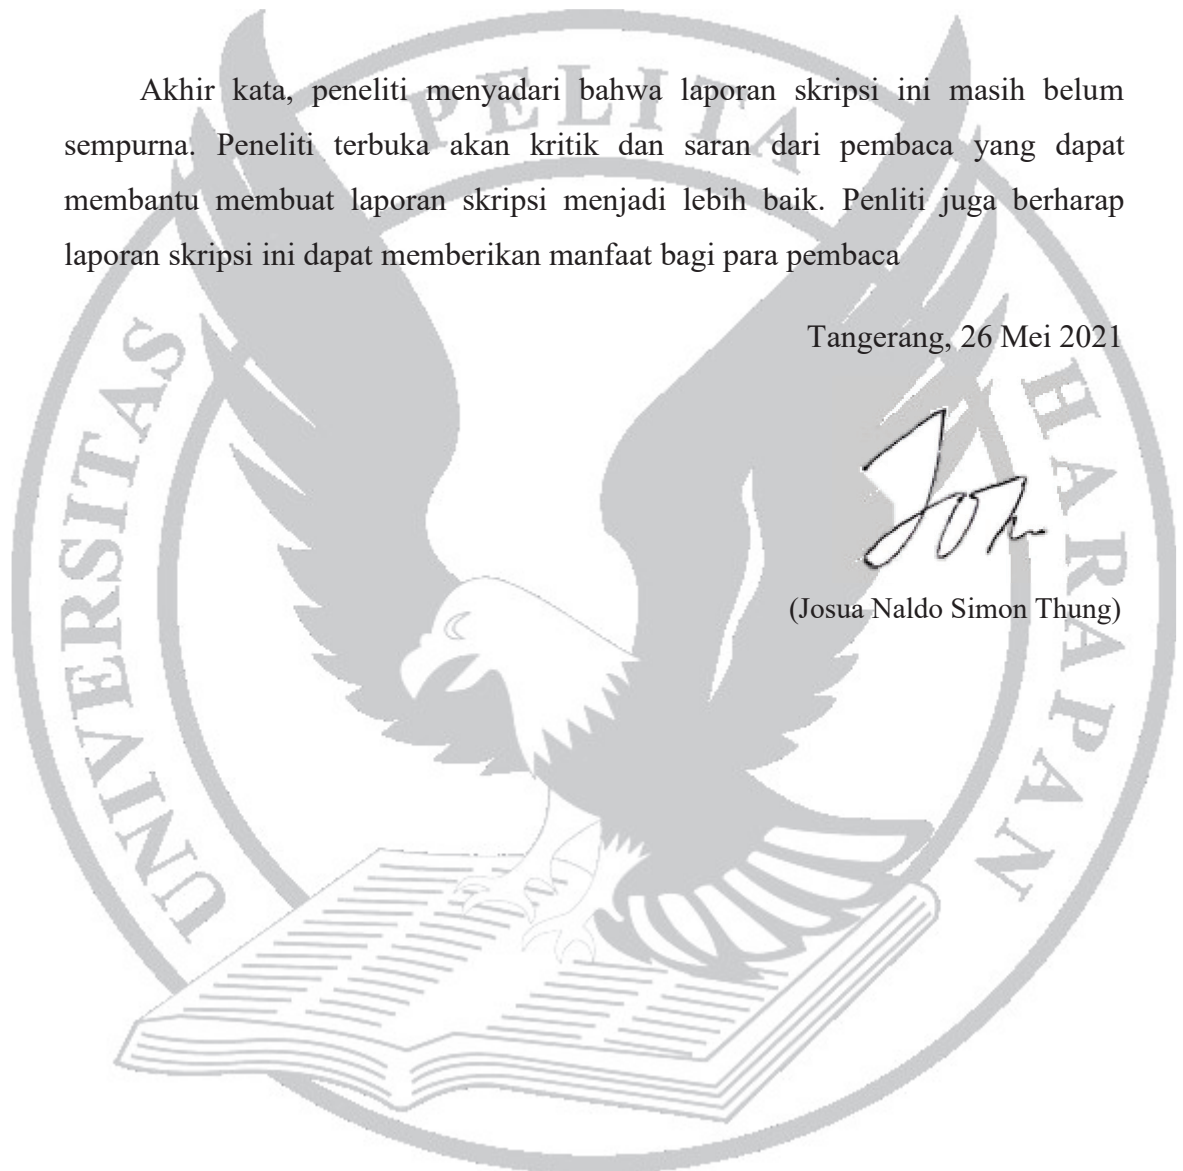 PELITA
Akhir kata, peneliti menyadari bahwa laporan skripsi ini masih belum
sempurna. Peneliti terbuka akan kritik dan saran dari pembaca yang dapat
membantu membuat laporan skripsi menjadi lebih baik. Penliti juga berharap
laporan skripsi ini dapat memberikan manfaat bagi para pembaca
Tangerang, 26 Mei 2021
UNIVERSITAS
HARAPAN
(Josua Naldo Simon Thung)